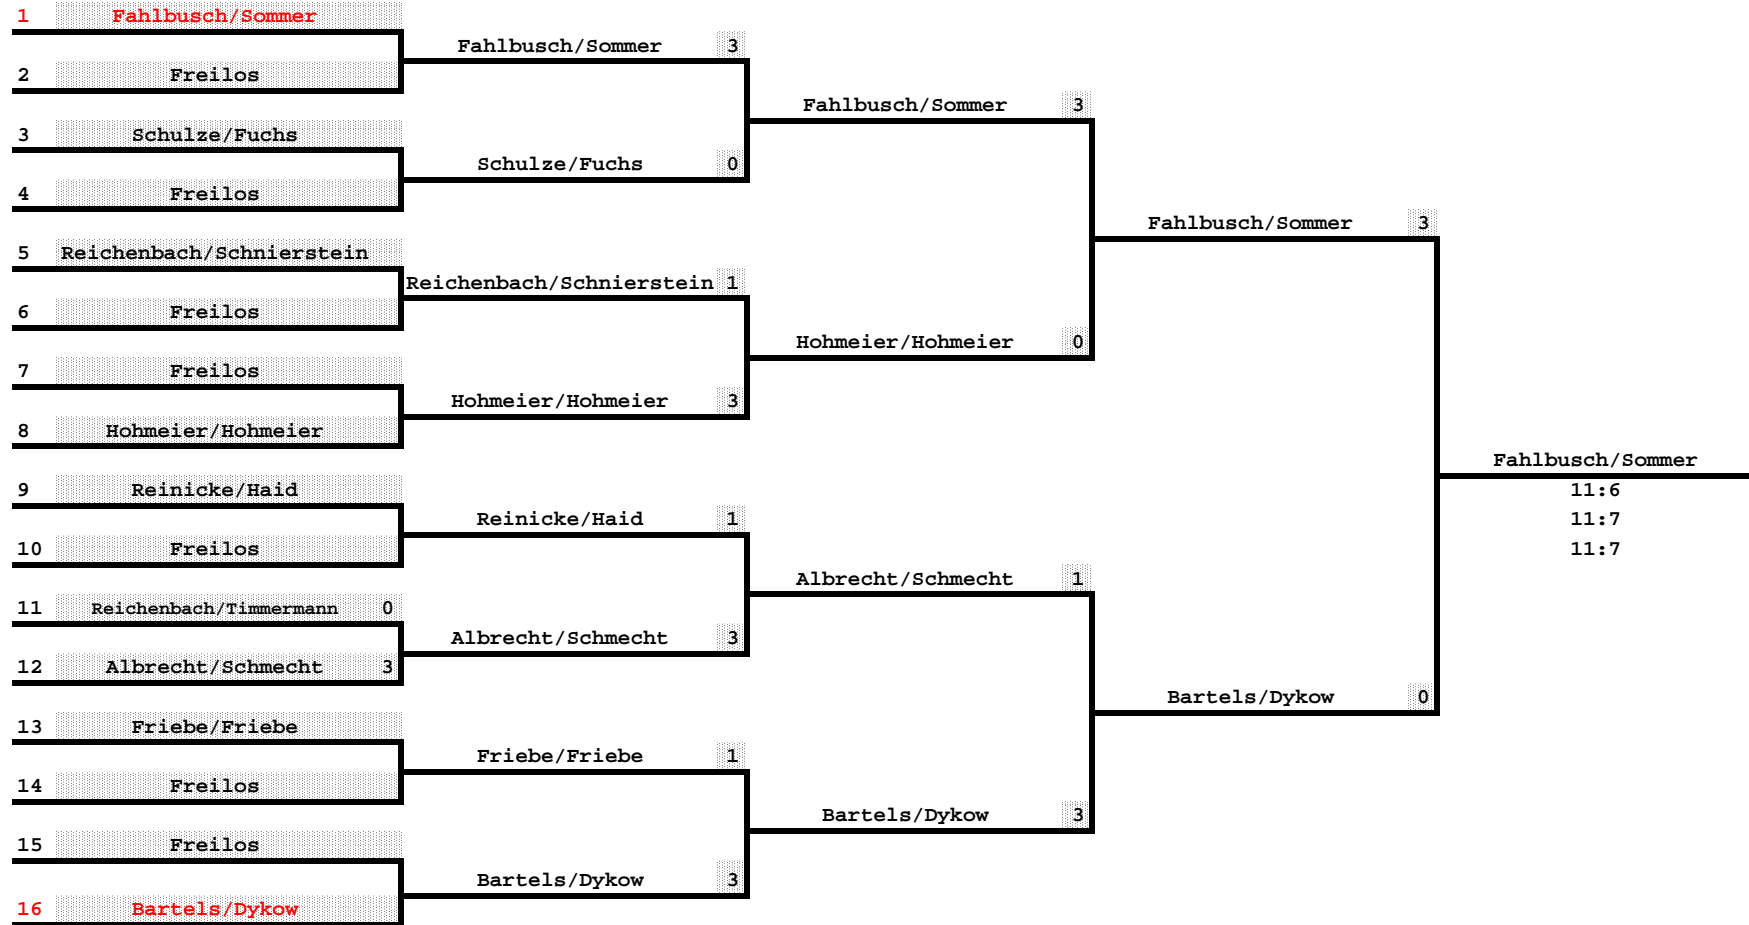 1 Fahlbusch/Sommer
Fahlbusch/Sommer 3
2 Freilos
Fahlbusch/Sommer 3
3 Schulze/Fuchs
Schulze/Fuchs 0
4 Freilos
Fahlbusch/Sommer 3
5 Reichenbach/Schnierstein
Reichenbach/Schnierstein 1
6 Freilos
Hohmeier/Hohmeier 0
7 Freilos
Hohmeier/Hohmeier 3
8 Hohmeier/Hohmeier
Fahlbusch/Sommer
9 Reinicke/Haid
11:6
Reinicke/Haid 1
11:7
10 Freilos
11:7
Albrecht/Schmecht 1
11 Reichenbach/Timmermann 0
Albrecht/Schmecht 3
12 Albrecht/Schmecht 3
Bartels/Dykow 0
13 Friebe/Friebe
Friebe/Friebe 1
14 Freilos
Bartels/Dykow 3
15 Freilos
Bartels/Dykow 3
16 Bartels/Dykow